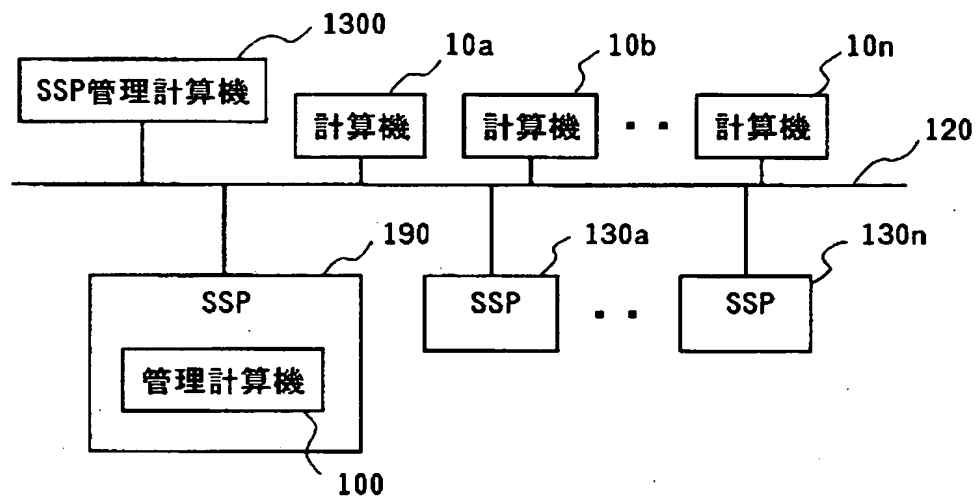 1300
SSP管理計算機
10a
計算機
10b
計算機
10n
計算機
120
190
SSP
管理計算機
100
130a
SSP
130n
SSP